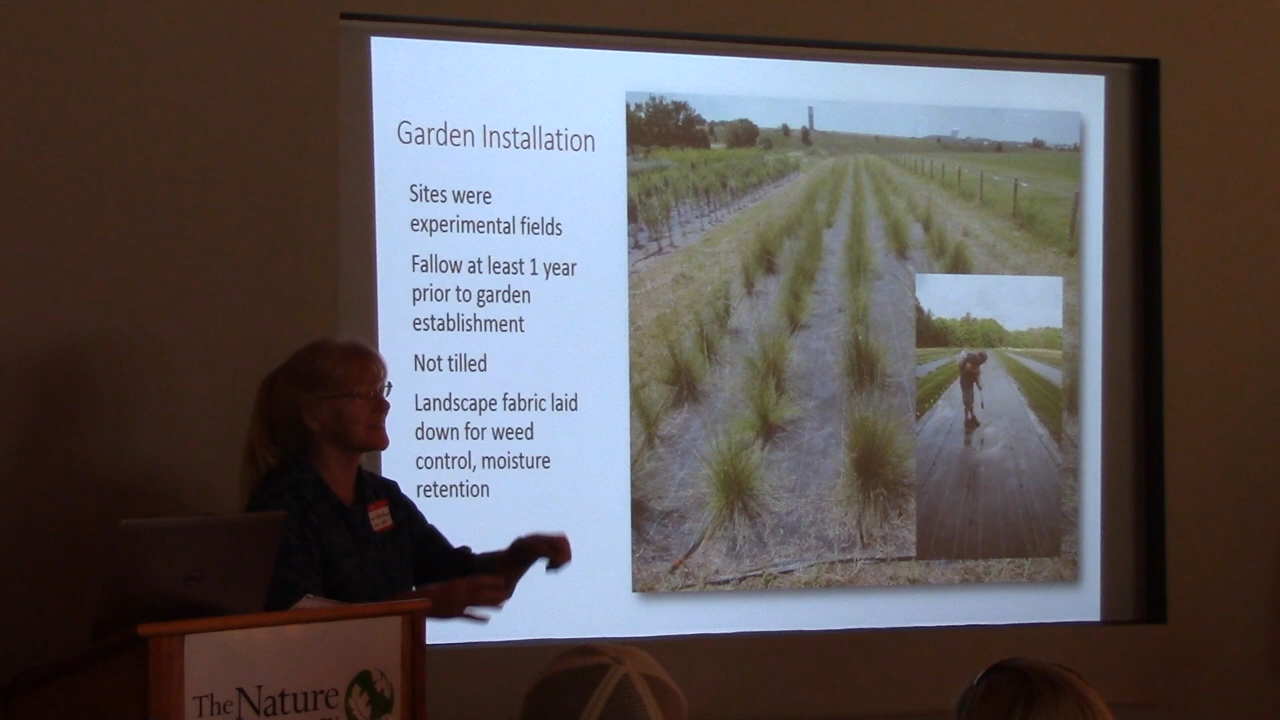 Garden Installation
Sites were
experimental fields
Fallow at least 1 year
prior to garden
establishment
Not tilled
Landscape fabric laid
down for weed
control, moisture
retention
The Nature